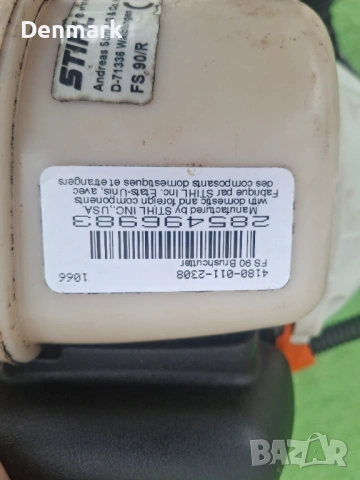 Denmark
STIHL
Andreas S
D-71336 W
FS 90/R
4180-011-2308
1066
FS 90 Brushcutter
285496983
Manufactured by STIHL INC., USA.
with domestic and foreign components
Fabriqué par STIHL Inc. États-Unis, avec
des composants domestiques et étrangers
BAZAR